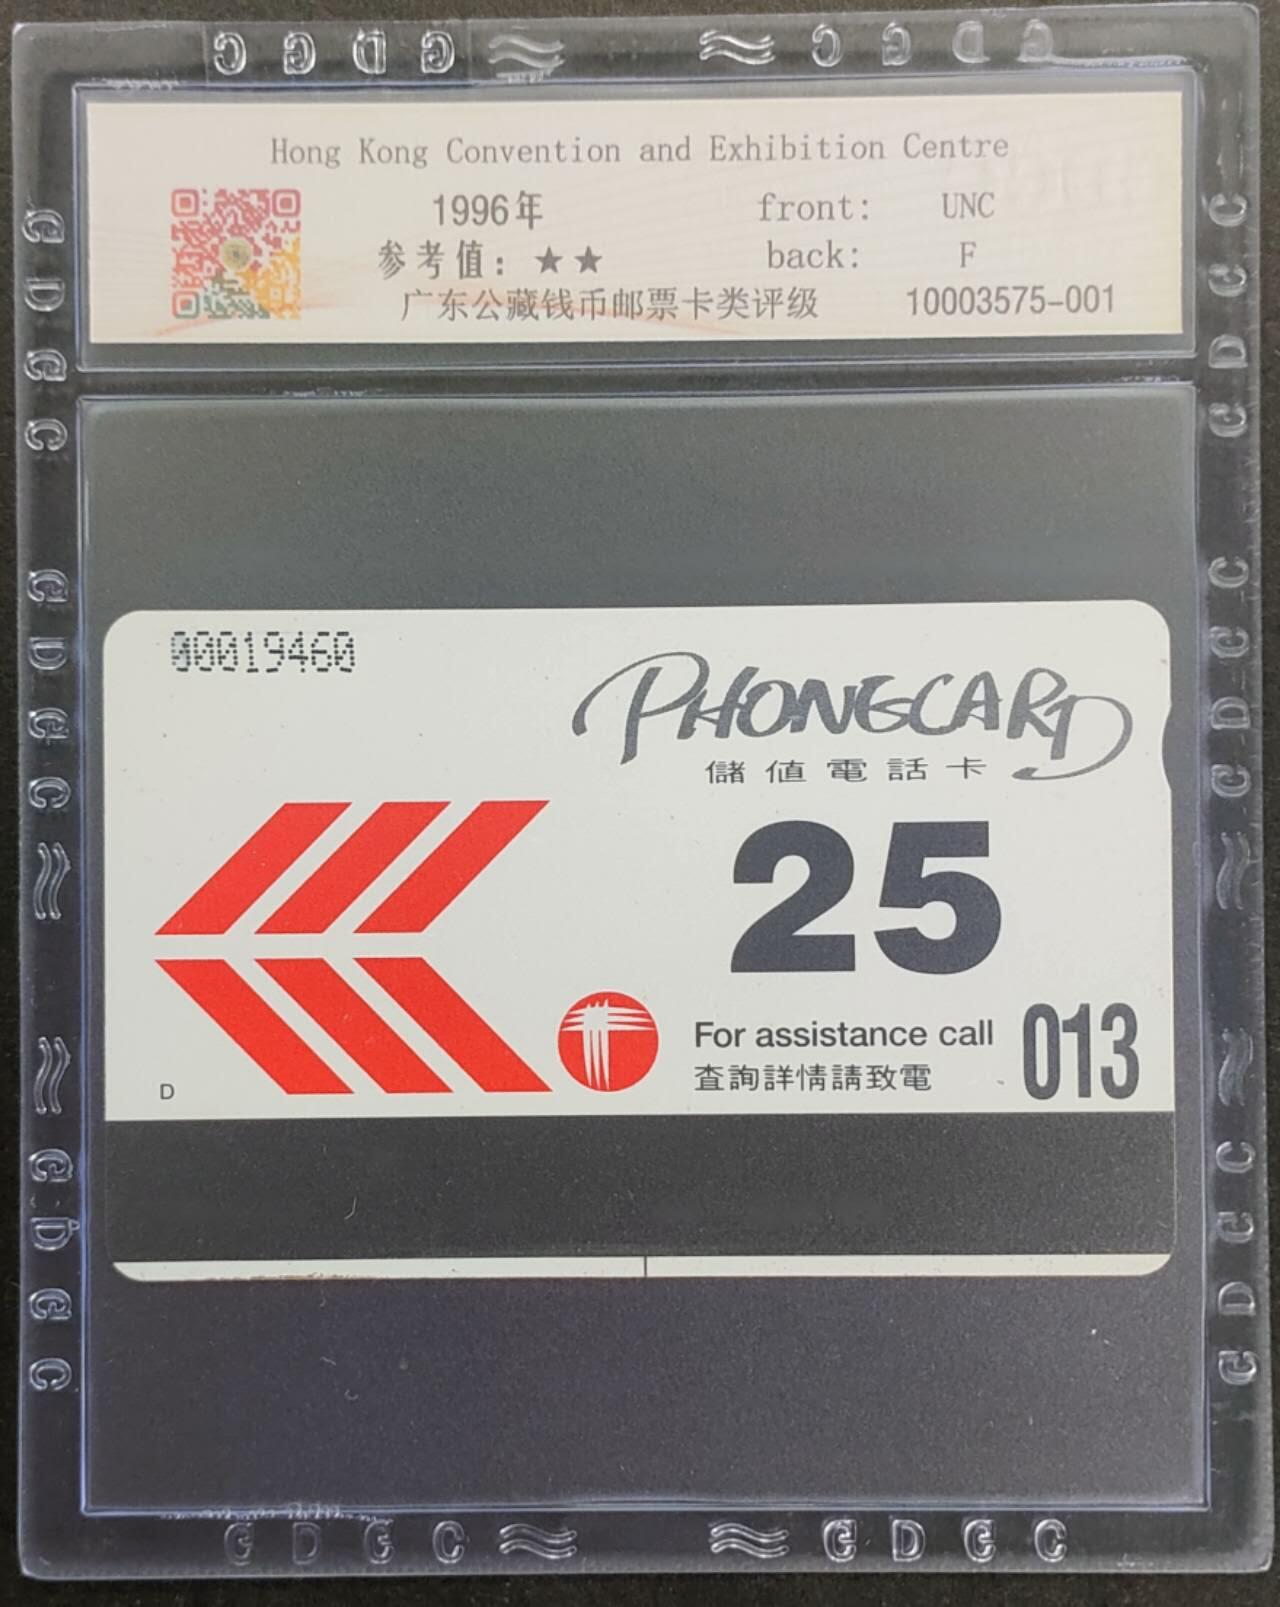 G D G C
Hong Kong Convention and Exhibition Centre
1996年
front: UNC
参考值：★★
back: F
广东公藏钱币邮票卡类评级
10003575-001
00019460
PHONECARD
儲值電話卡
25
For assistance call
査詢詳情請致電
013
D
G D G C
G D G C